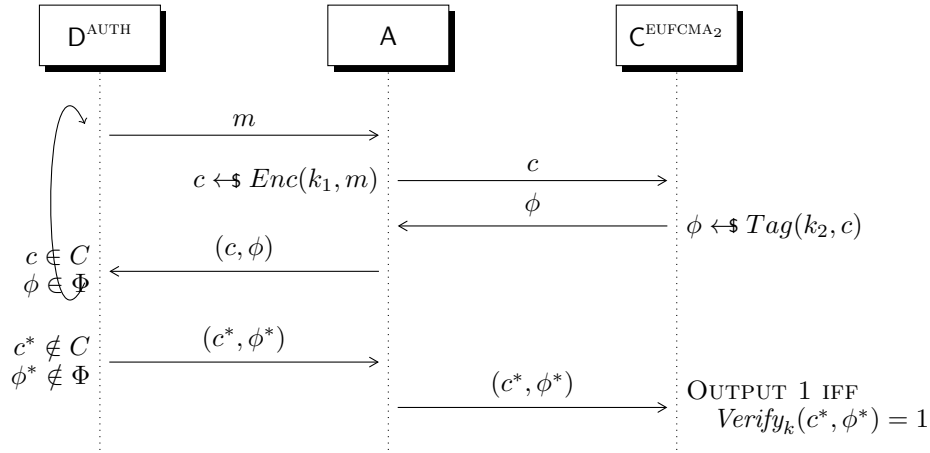 D^AUTH A C^EUFCMA₂
m
c ←$ Enc(k₁, m) c
ϕ ϕ ←$ Tag(k₂, c)
(c, ϕ)
c ∈ C
ϕ ∈ Φ
(c*, ϕ*)
c* ∉ C
ϕ* ∉ Φ
(c*, ϕ*)
OUTPUT 1 IFF
Verifyₖ(c*, ϕ*) = 1